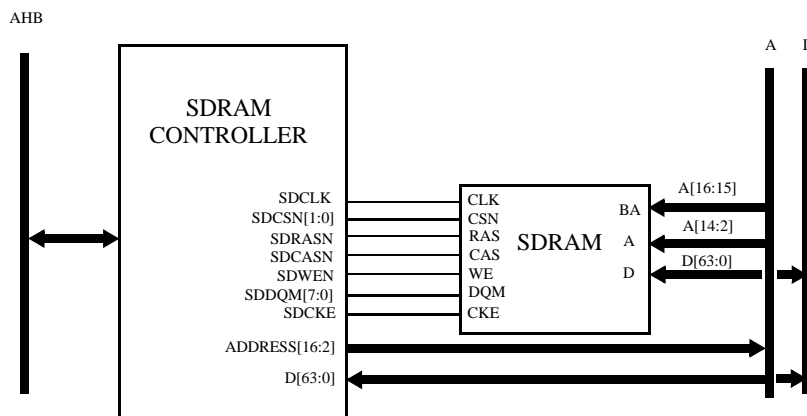 AHB
A
SDRAM
CONTROLLER
SDCLK
SDCSN[1:0]
SDRASN
SDCASN
SDWEN
SDDQM[7:0]
SDCKE
ADDRESS[16:2]
D[63:0]
CLK
CSN
RAS
CAS
WE
DQM
CKE
SDRAM
BA
A
D
A[16:15]
A[14:2]
D[63:0]